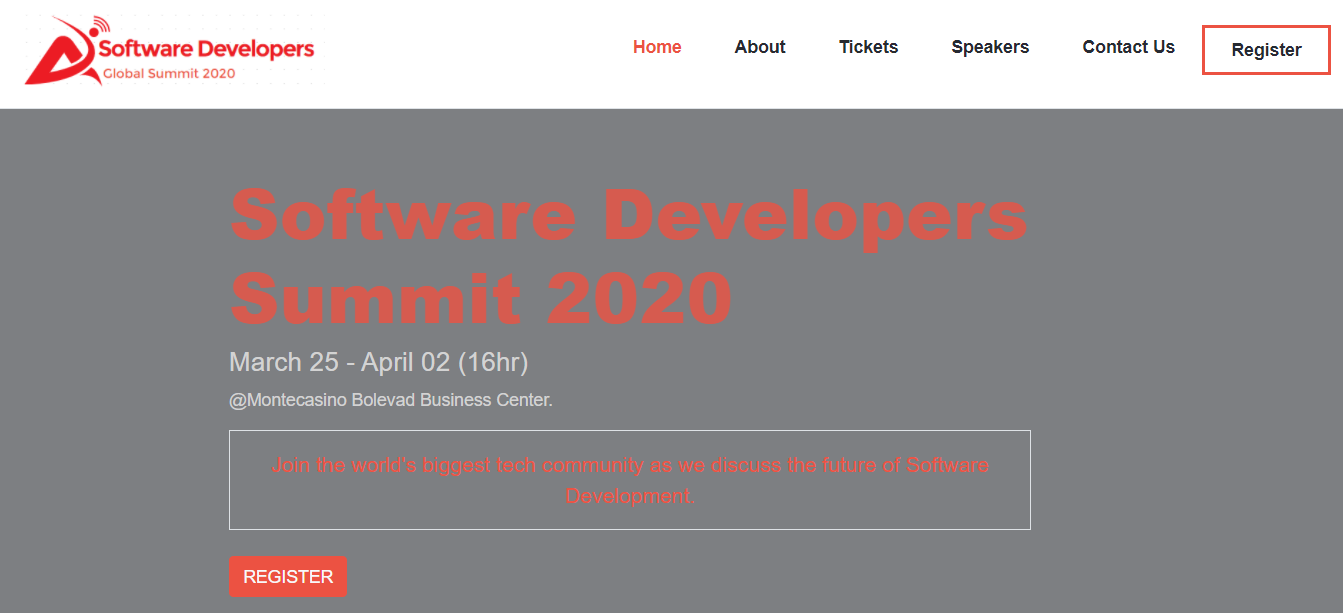 Software Developers
Global Summit 2020
Home About Tickets Speakers Contact Us Register
Software Developers
Summit 2020
March 25 - April 02 (16hr)
@Montecasino Bolevad Business Center.
Join the world's biggest tech community as we discuss the future of Software
Development.
REGISTER